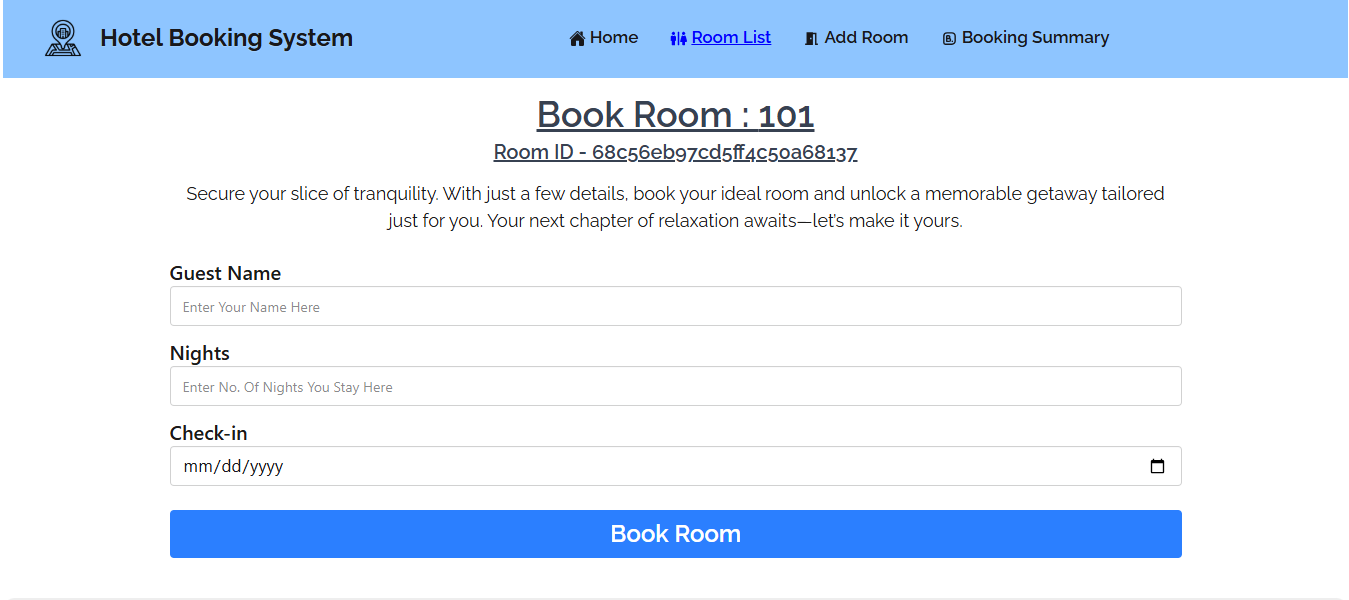 Hotel Booking System
Home
Room List
Add Room
B.
Booking Summary
Book Room : 101
Room ID - 68c56eb97cd5ff4c50a68137
Secure your slice of tranquility. With just a few details, book your ideal room and unlock a memorable getaway tailored
just for you. Your next chapter of relaxation awaits—let’s make it yours.
Guest Name
Enter Your Name Here
Nights
Enter No. Of Nights You Stay Here
Check-in
mm/dd/yyyy
Book Room